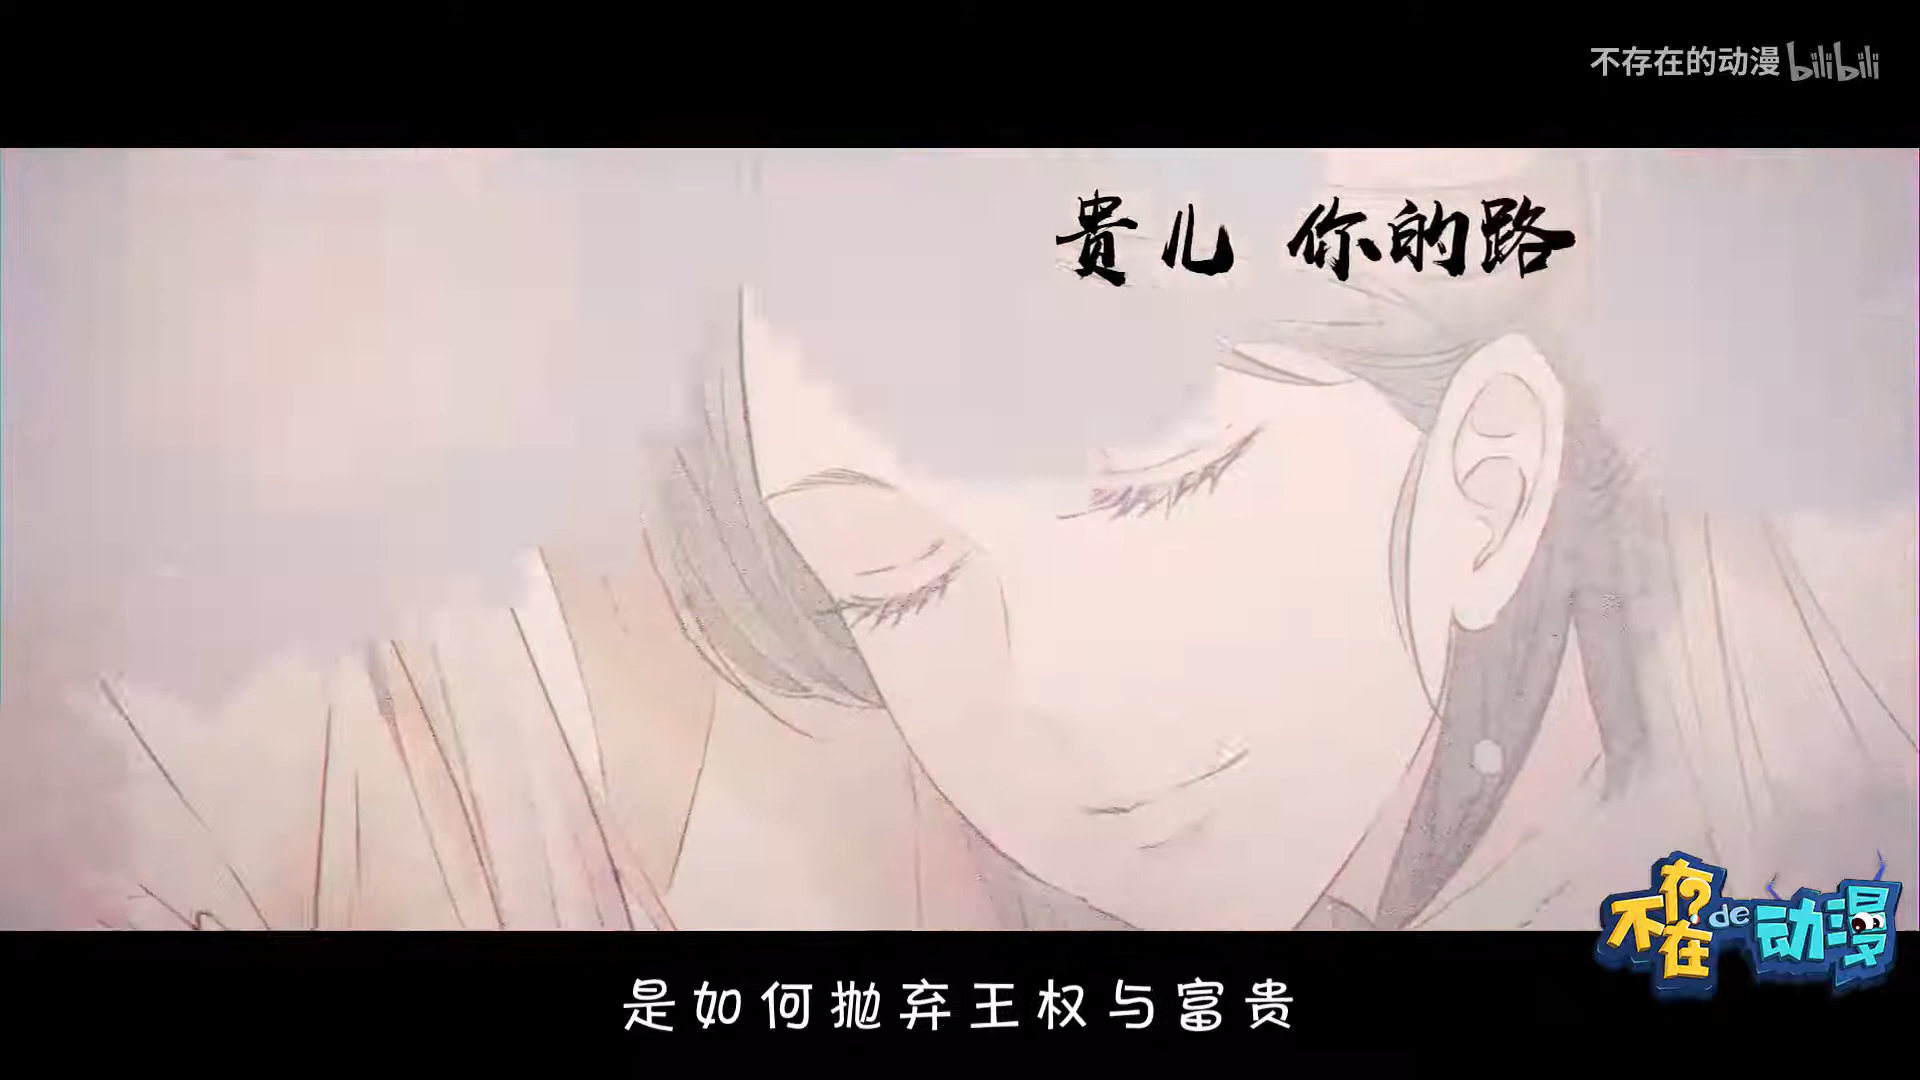 不存在的动漫 bilibili
贵儿 你的路
不存在de动漫
是如何抛弃王权与富贵